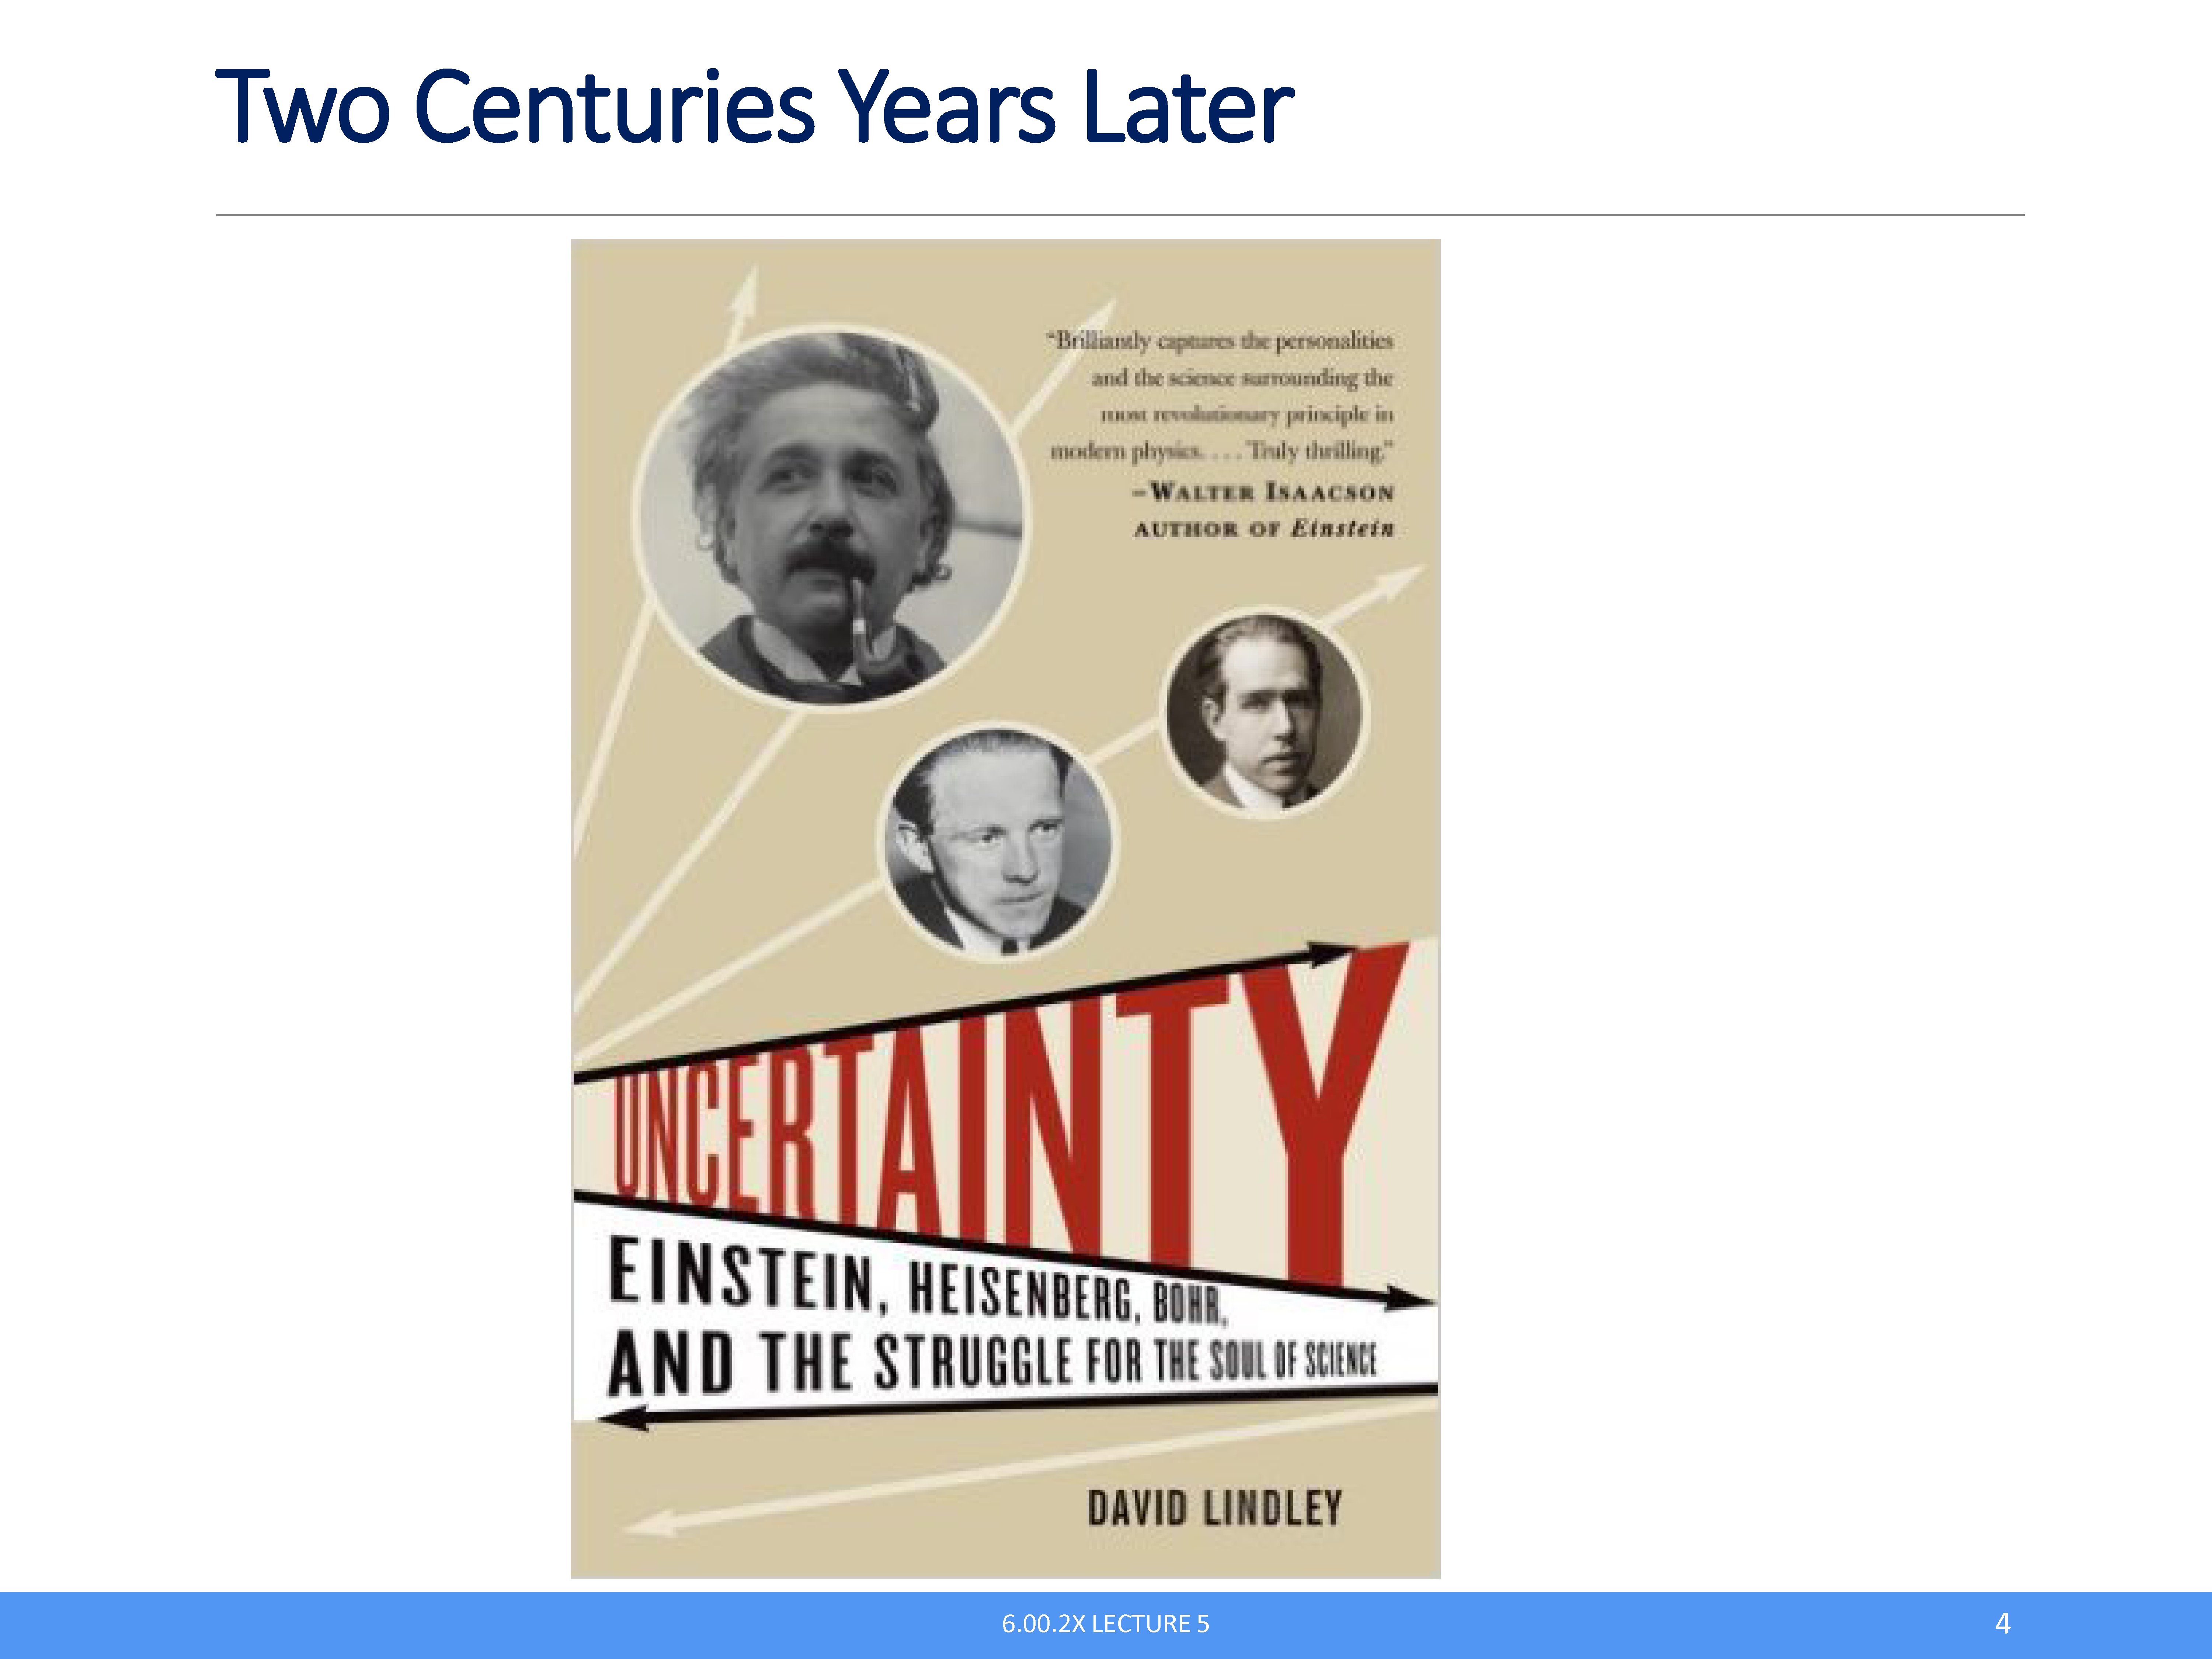 Two Centuries Years Later
“Brilliantly captures the personalities
and the science surrounding the
most revolutionary principle in
modern physics. . . . Truly thrilling.”
–WALTER ISAACSON
AUTHOR OF Einstein
UNCERTAINTY
EINSTEIN, HEISENBERG, BOHR,
AND THE STRUGGLE FOR THE SOUL OF SCIENCE
DAVID LINDLEY
6.00.2X LECTURE 5
4